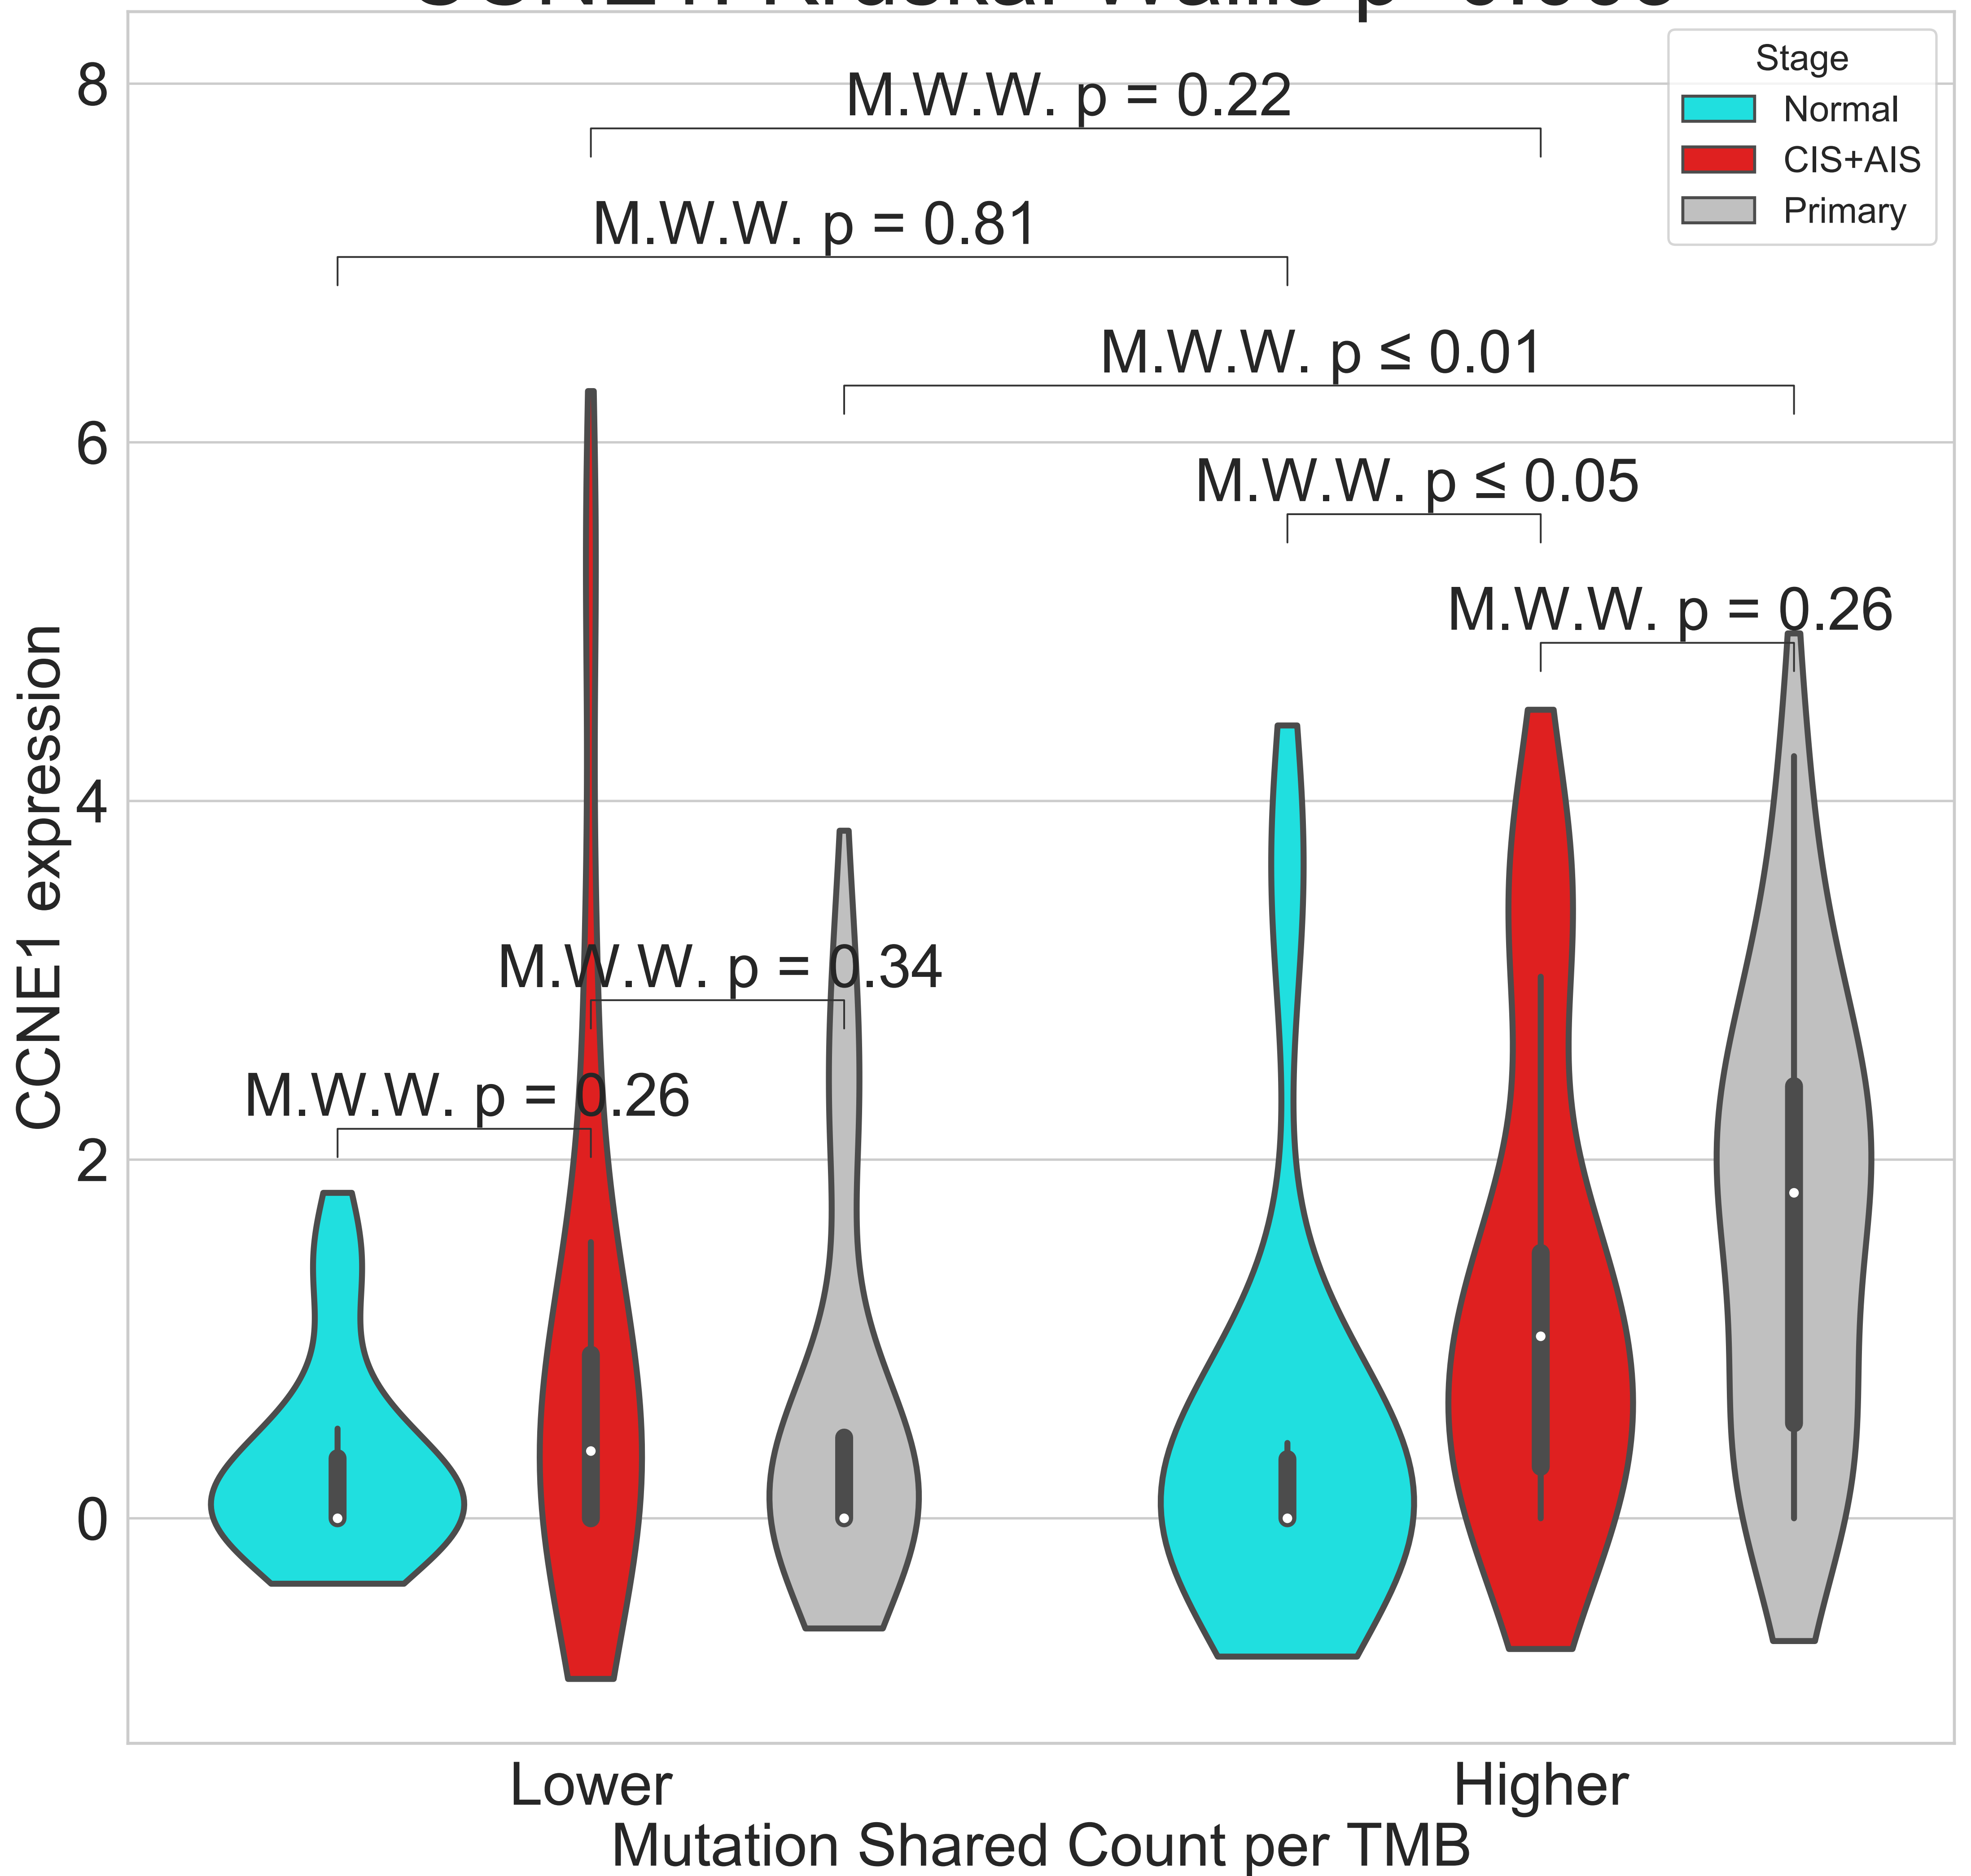 Stage
Normal
CIS+AIS
Primary
M.W.W. p = 0.22
M.W.W. p = 0.81
M.W.W. p ≤ 0.01
M.W.W. p ≤ 0.05
M.W.W. p = 0.26
M.W.W. p = 0.34
M.W.W. p = 0.26
8
6
4
2
0
CCNE1 expression
Lower
Higher
Mutation Shared Count per TMB